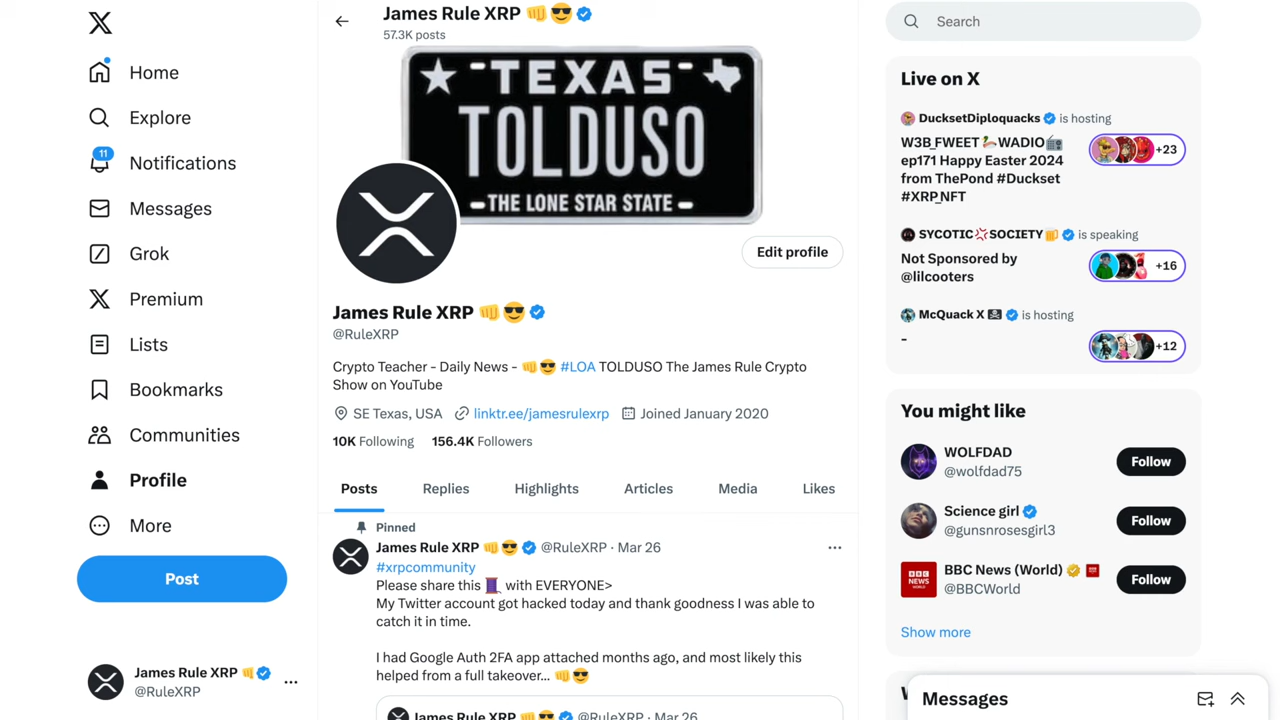 Home
Explore
11
Notifications
Messages
Grok
Premium
Lists
Bookmarks
Communities
Profile
More
Post
James Rule XRP
@RuleXRP
James Rule XRP
57.3K posts
TEXAS
TOLDUSO
THE LONE STAR STATE
Edit profile
James Rule XRP
@RuleXRP
Crypto Teacher - Daily News - #LOA TOLDUSO The James Rule Crypto
Show on YouTube
SE Texas, USA linktr.ee/jamesrulexrp Joined January 2020
10K Following 156.4K Followers
Posts Replies Highlights Articles Media Likes
Pinned
James Rule XRP @RuleXRP · Mar 26
#xrpcommunity
Please share this 🧵 with EVERYONE>
My Twitter account got hacked today and thank goodness I was able to
catch it in time.
I had Google Auth 2FA app attached months ago, and most likely this
helped from a full takeover... 👊😎
James Rule XRP @RuleXRP · Mar 26
Search
Live on X
DucksetDiploquacks is hosting
W3B_FWEET WADIO
ep171 Happy Easter 2024
from ThePond #Duckset
#XRP_NFT
+23
SYCOTIC SOCIETY is speaking
Not Sponsored by
@lilcooters
+16
McQuack X is hosting
-
+12
You might like
WOLFDAD
@wolfdad75
Follow
Science girl
@gunsnrosesgirl3
Follow
BBC NEWS WORLD
BBC News (World)
@BBCWorld
Follow
Show more
Messages